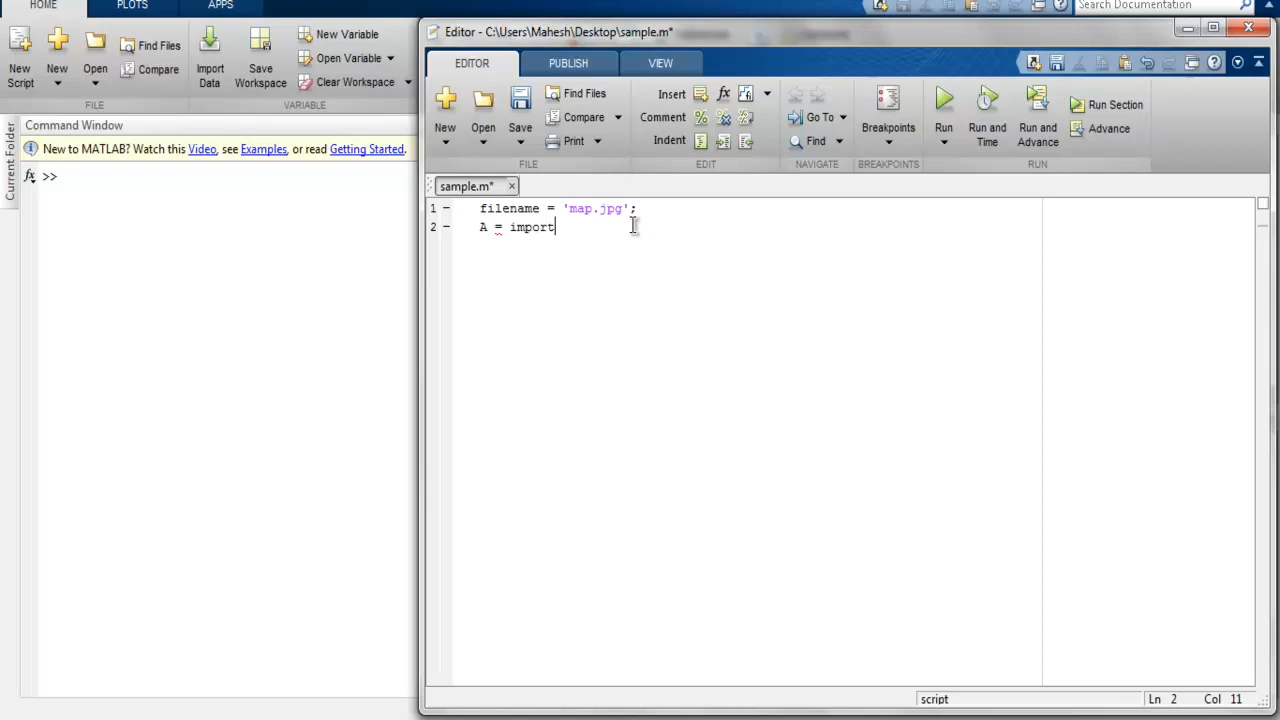 HOME PLOTS APPS
Search Documentation
New Script
New
Open
Find Files
Compare
Import Data
Save Workspace
New Variable
Open Variable
Clear Workspace
FILE VARIABLE
Current Folder
Command Window
New to MATLAB? Watch this Video, see Examples, or read Getting Started.
fx >>
Editor - C:\Users\Mahesh\Desktop\sample.m*
EDITOR PUBLISH VIEW
New
Open
Save
Find Files
Compare
Print
Insert fx
Comment
Indent
Go To
Find
Breakpoints
Run
Run and Time
Run and Advance
Run Section
Advance
FILE EDIT NAVIGATE BREAKPOINTS RUN
sample.m* ×
1 – filename = 'map.jpg';
2 – A = import
script Ln 2 Col 11